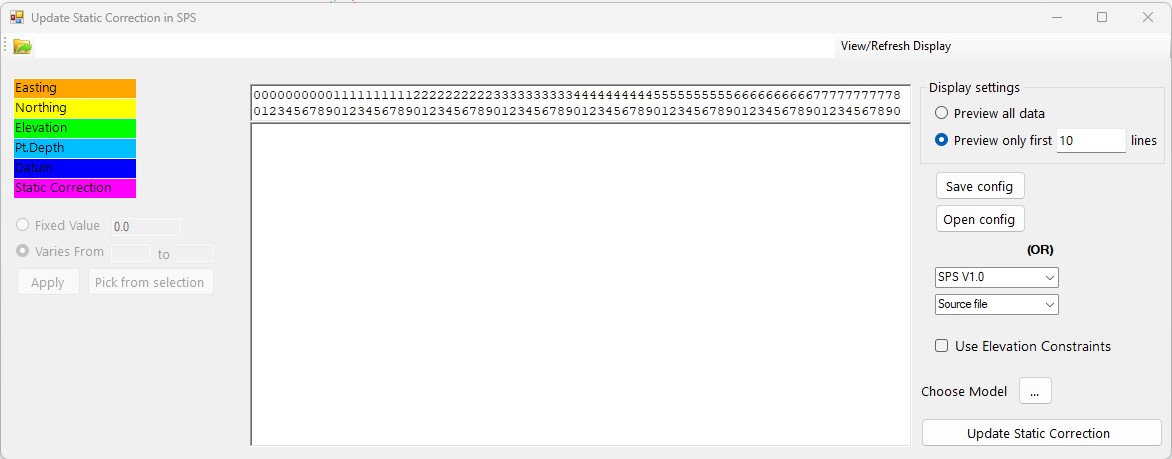 Update Static Correction in SPS
View/Refresh Display
Easting
Northing
Elevation
Pt.Depth
Datum
Static Correction
Fixed Value 0.0
Varies From to
Apply Pick from selection
000000000011111111112222222222333333333344444444445555555555666666666677777777778
012345678901234567890123456789012345678901234567890123456789012345678901234567890
Display settings
Preview all data
Preview only first 10 lines
Save config
Open config
(OR)
SPS V1.0
Source file
Use Elevation Constraints
Choose Model ...
Update Static Correction